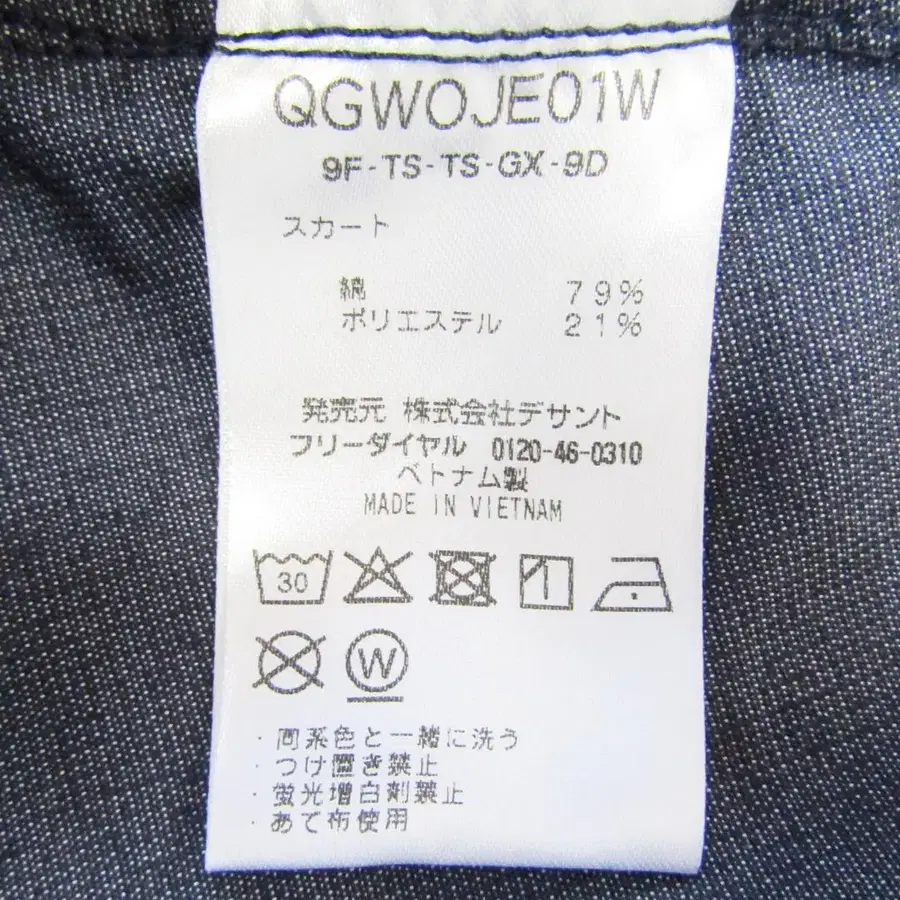 QGWOJE01W
9F-TS-TS-GX-9D
スカート
綿 79%
ポリエステル 21%
発売元 株式会社デサント
フリーダイヤル 0120-46-0310
ベトナム製
MADE IN VIETNAM
30
W
・同系色と一緒に洗う
・つけ置き禁止
・蛍光増白剤禁止
・あて布使用